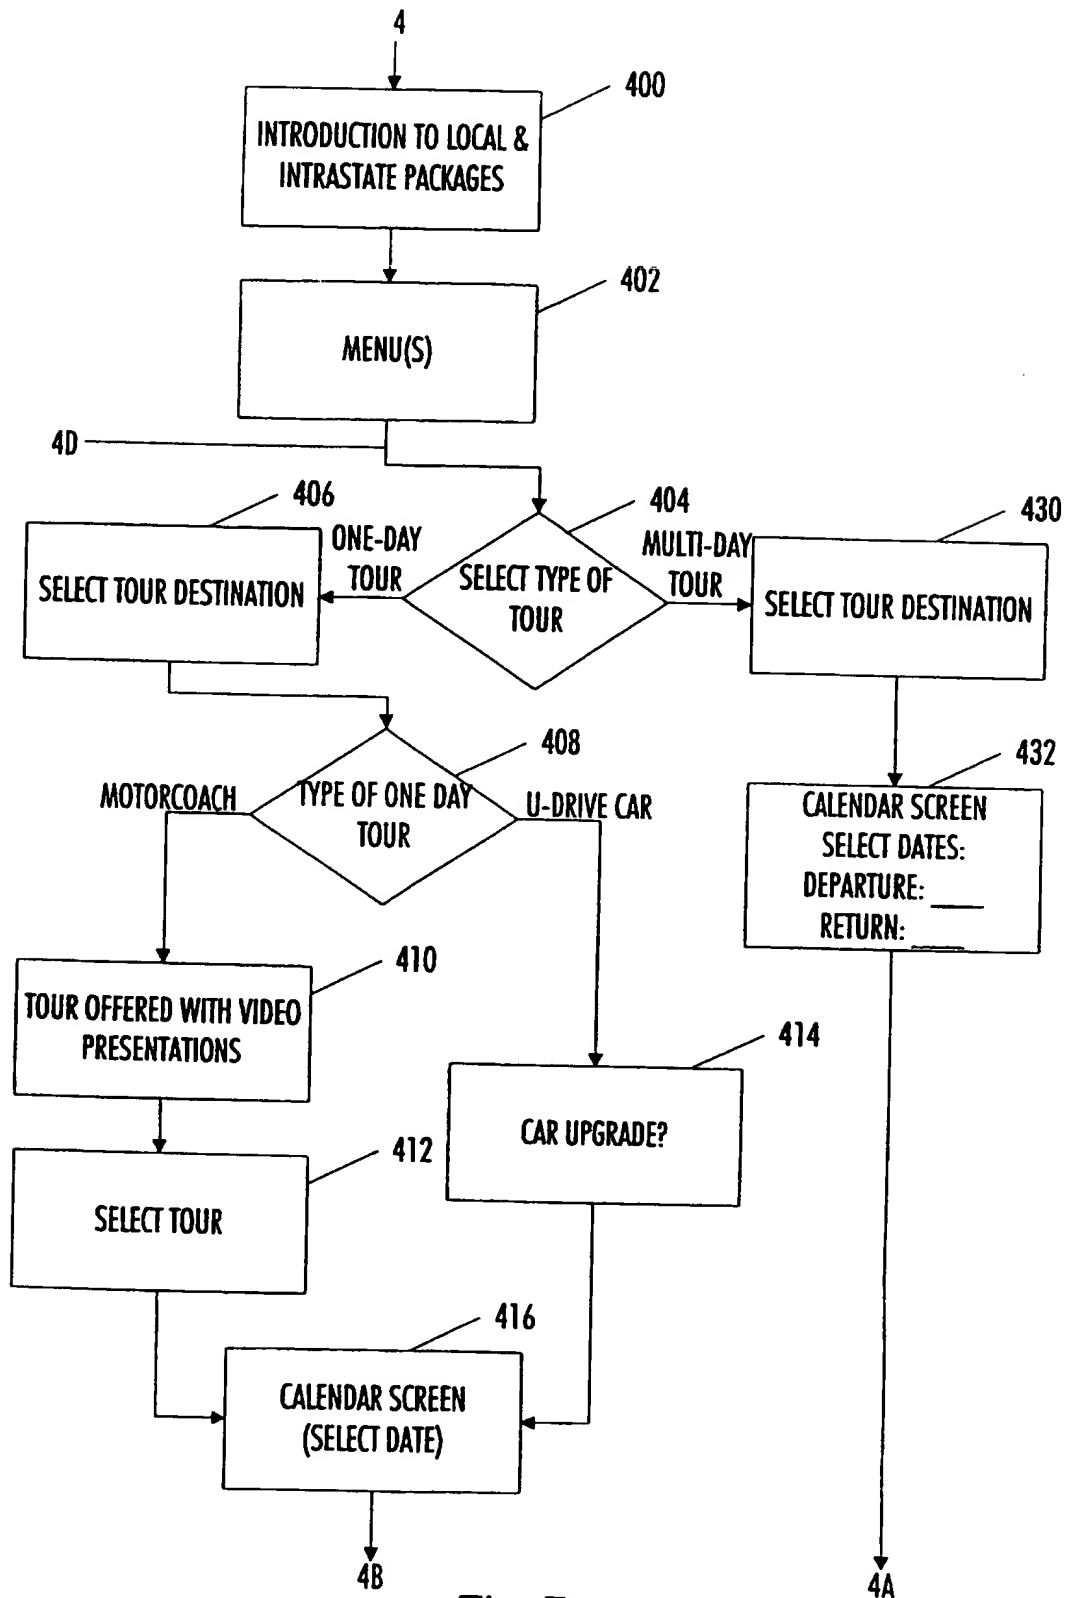 4
400
INTRODUCTION TO LOCAL &
INTRASTATE PACKAGES
402
MENU(S)
4D
406
404
430
ONE-DAY
TOUR
MULTI-DAY
TOUR
SELECT TOUR DESTINATION
SELECT TYPE OF
TOUR
SELECT TOUR DESTINATION
408
432
MOTORCOACH
TYPE OF ONE DAY
TOUR
U-DRIVE CAR
CALENDAR SCREEN
SELECT DATES:
DEPARTURE: ____
RETURN: ____
410
TOUR OFFERED WITH VIDEO
PRESENTATIONS
414
CAR UPGRADE?
412
SELECT TOUR
416
CALENDAR SCREEN
(SELECT DATE)
4B
4A